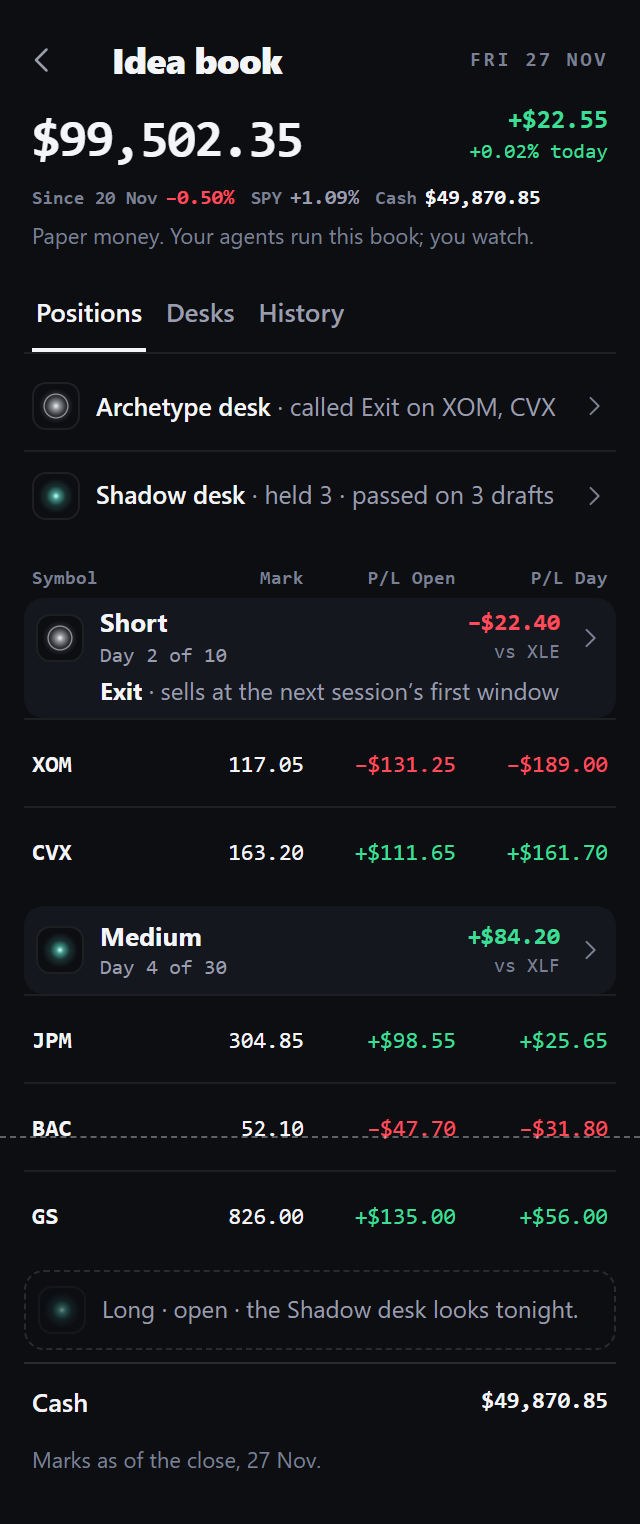 Idea book FRI 27 NOV
$99,502.35 +$22.55
+0.02% today
Since 20 Nov −0.50% SPY +1.09% Cash $49,870.85
Paper money. Your agents run this book; you watch.
Positions Desks History
Archetype desk · called Exit on XOM, CVX
Shadow desk · held 3 · passed on 3 drafts
Symbol Mark P/L Open P/L Day
Short −$22.40
Day 2 of 10 vs XLE
Exit · sells at the next session’s first window
XOM 117.05 −$131.25 −$189.00
CVX 163.20 +$111.65 +$161.70
Medium +$84.20
Day 4 of 30 vs XLF
JPM 304.85 +$98.55 +$25.65
BAC 52.10 −$47.70 −$31.80
GS 826.00 +$135.00 +$56.00
Long · open · the Shadow desk looks tonight.
Cash $49,870.85
Marks as of the close, 27 Nov.